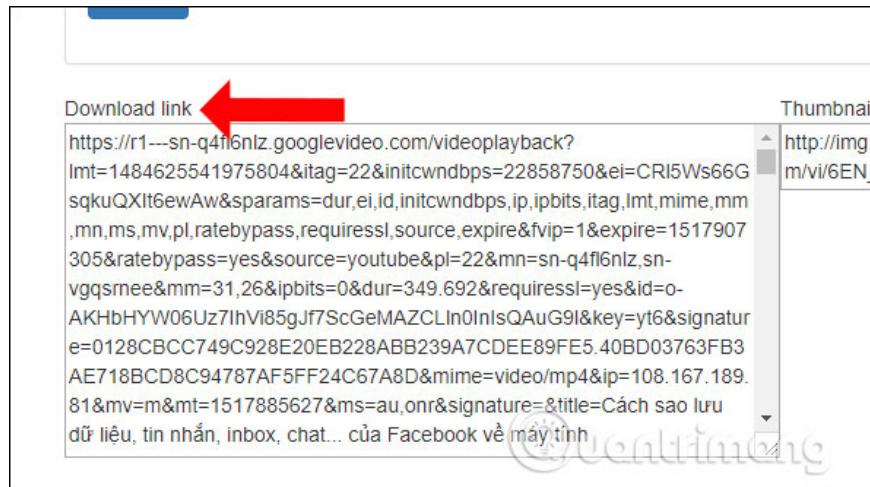 Download link
Thumbnai
https://r1---sn-q4fl6nlz.googlevideo.com/videoplayback?
lmt=1484625541975804&itag=22&initcwndbps=22858750&ei=CRl5Ws66G
sqkuQXIt6ewAw&sparams=dur,ei,id,initcwndbps,ip,ipbits,itag,lmt,mime,mm
,mn,ms,mv,pl,ratebypass,requiressl,source,expire&fvip=1&expire=1517907
305&ratebypass=yes&source=youtube&pl=22&mn=sn-q4fl6nlz,sn-
vgqsrnee&mm=31,26&ipbits=0&dur=349.692&requiressl=yes&id=o-
AKHbHYW06Uz7IhVi85gJf7ScGeMAZCLln0InIsQAuG9I&key=yt6&signatur
e=0128CBCC749C928E20EB228ABB239A7CDEE89FE5.40BD03763FB3
AE718BCD8C94787AF5FF24C67A8D&mime=video/mp4&ip=108.167.189.
81&mv=m&mt=1517885627&ms=au,onr&signature=&title=Cách sao lưu
dữ liệu, tin nhắn, inbox, chat... của Facebook về máy tính
http://img
m/vi/6EN_
Quantrimang